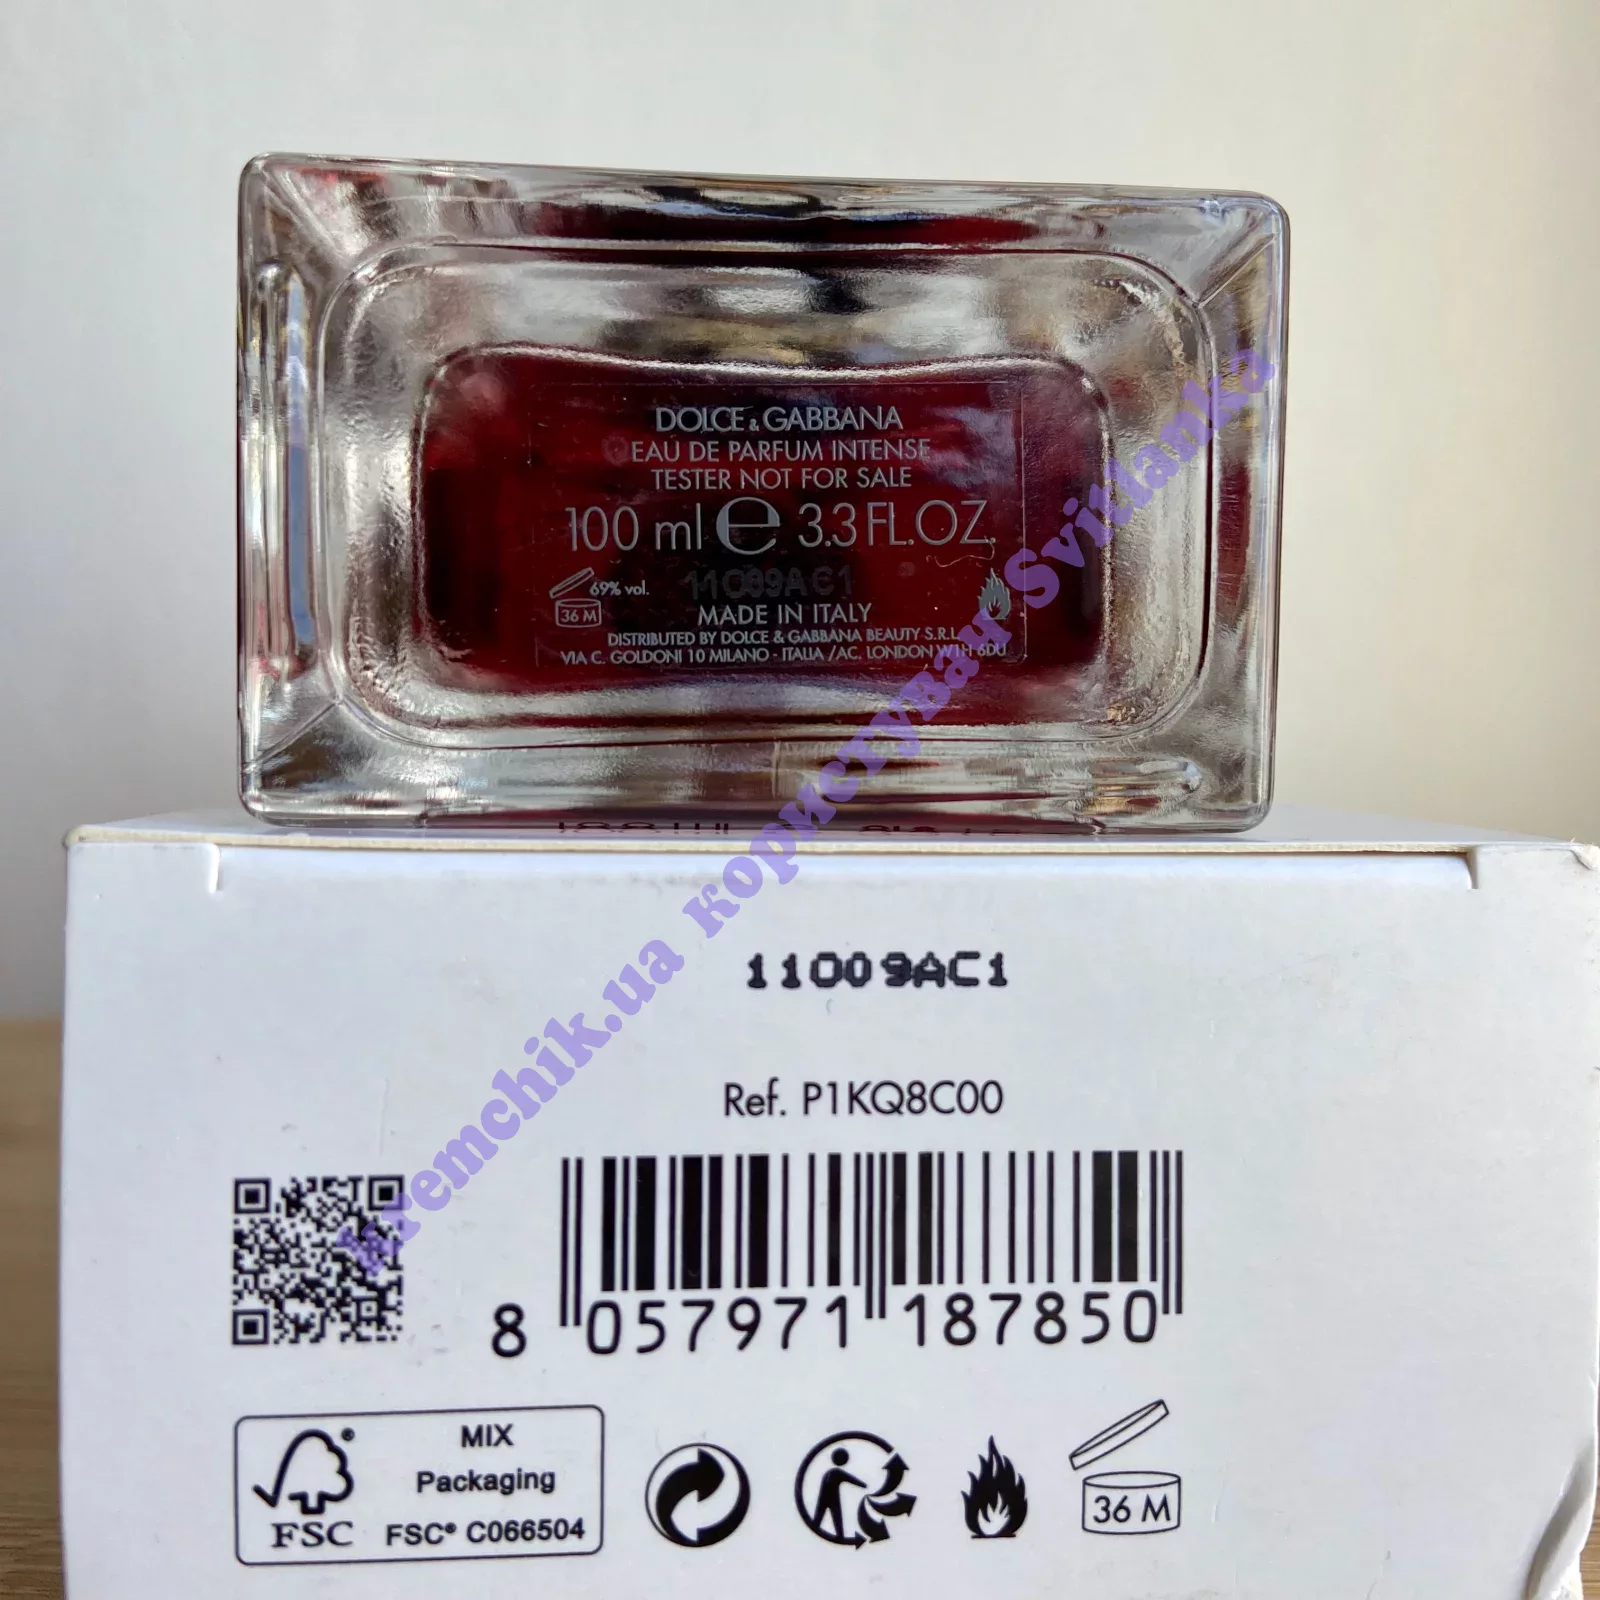 DOLCE & GABBANA
EAU DE PARFUM INTENSE
TESTER NOT FOR SALE
100 ml e 3.3 FL.OZ.
69% vol.
11009AC1
36 M
MADE IN ITALY
DISTRIBUTED BY DOLCE & GABBANA BEAUTY S.R.L.
VIA C. GOLDONI 10 MILANO - ITALIA /AC. LONDON W1H 6DU
kremchik.ua користувач Svitlanka
11009AC1
Ref. P1KQ8C00
8 057971 187850
MIX
Packaging
FSC® C066504
FSC
®
36 M